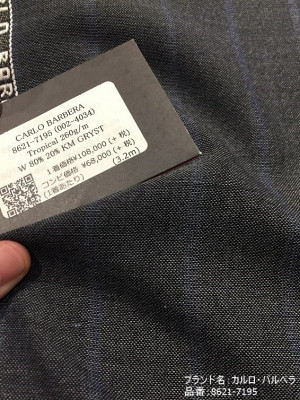 CARLO BARBERA
8621-7195 (002-4034)
Tropical 260g/m
W 80% 20% KM GRYST
1着価格¥108,000(+税)
コンビ価格 ¥68,000(+税)
(1着あたり) (3.2m)
ブランド名:カルロ・バルベラ
品番:8621-7195